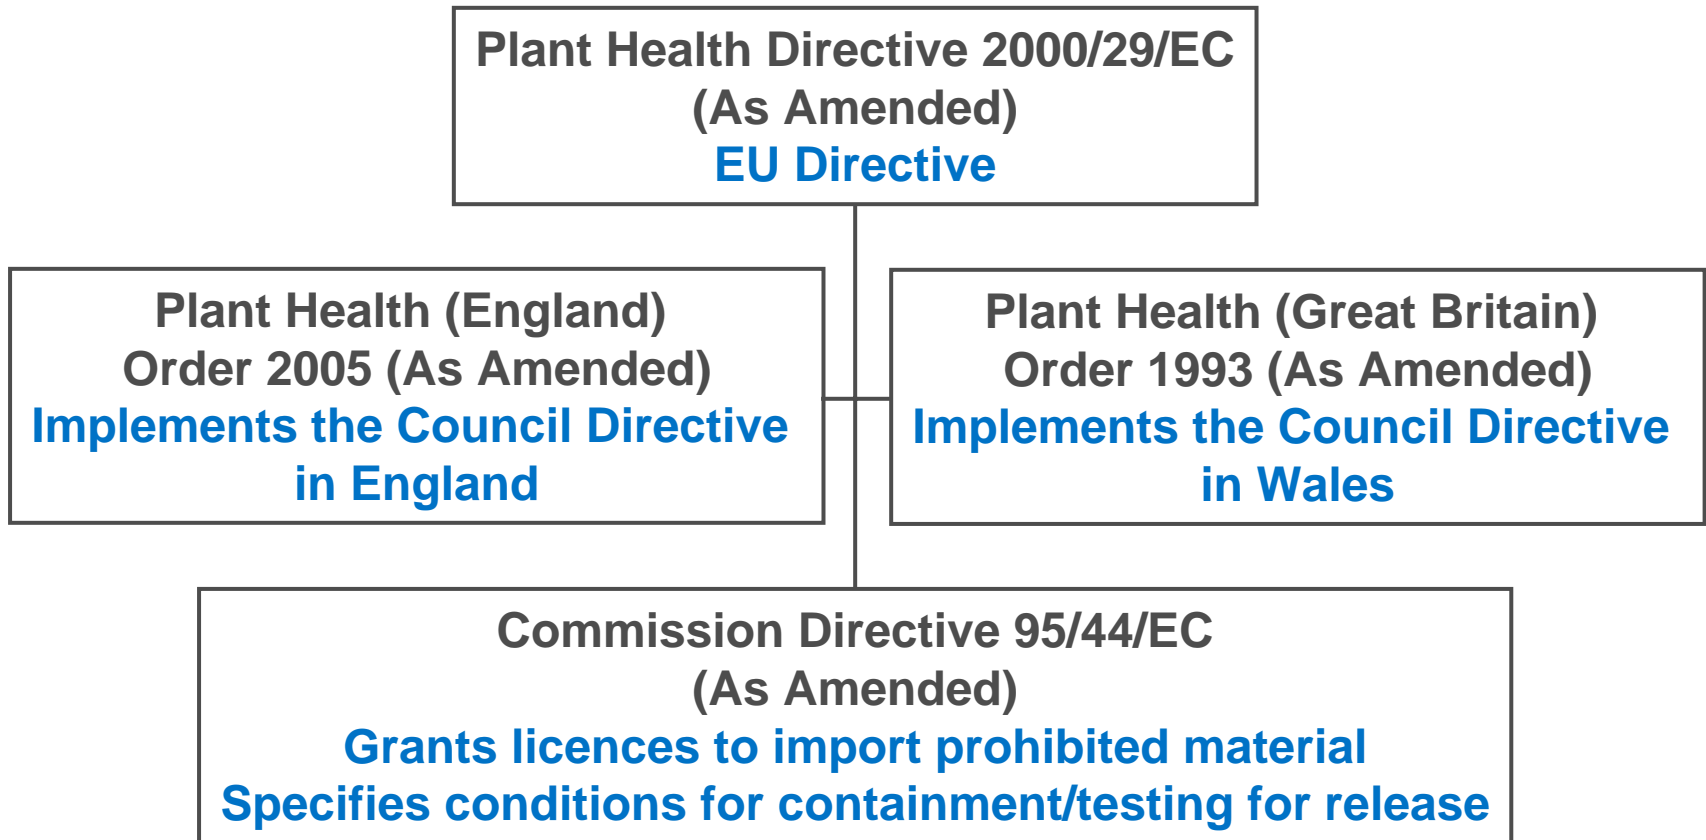 Plant Health Directive 2000/29/EC
(As Amended)
EU Directive
Plant Health (England)
Order 2005 (As Amended)
Implements the Council Directive
in England
Plant Health (Great Britain)
Order 1993 (As Amended)
Implements the Council Directive
in Wales
Commission Directive 95/44/EC
(As Amended)
Grants licences to import prohibited material
Specifies conditions for containment/testing for release